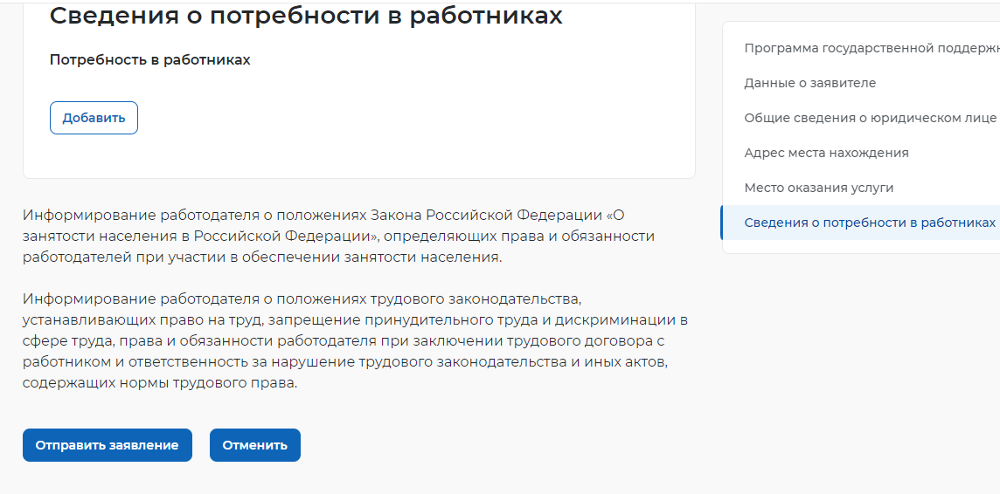 Сведения о потребности в работниках
Потребность в работниках
Добавить
Информирование работодателя о положениях Закона Российской Федерации «О
занятости населения в Российской Федерации», определяющих права и обязанности
работодателей при участии в обеспечении занятости населения.
Информирование работодателя о положениях трудового законодательства,
устанавливающих право на труд, запрещение принудительного труда и дискриминации в
сфере труда, права и обязанности работодателя при заключении трудового договора с
работником и ответственность за нарушение трудового законодательства и иных актов,
содержащих нормы трудового права.
Отправить заявление
Отменить
Программа государственной
Данные о заявителе
Общие сведения о юридическом лице
Адрес места нахождения
Место оказания услуги
Сведения о потребности в работниках